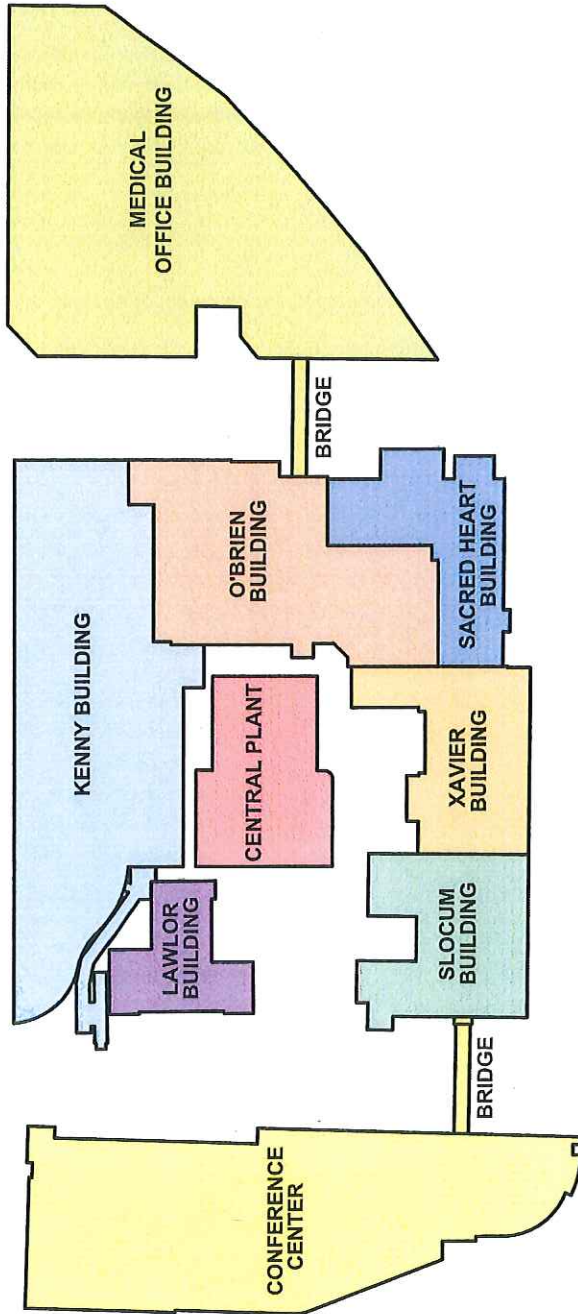 MEDICAL
OFFICE BUILDING
BRIDGE
KENNY BUILDING
O'BRIEN
BUILDING
SACRED HEART
BUILDING
CENTRAL PLANT
XAVIER
BUILDING
LAWLOR
BUILDING
SLOCUM
BUILDING
BRIDGE
CONFERENCE
CENTER